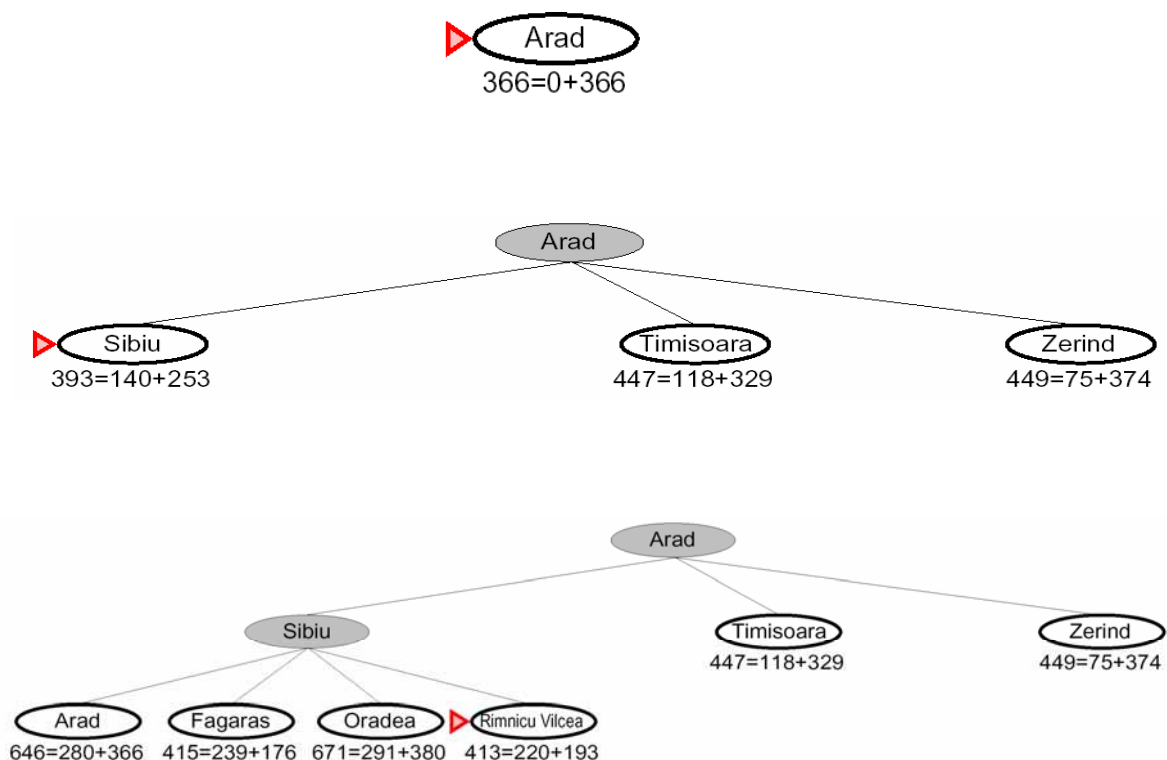 Arad
366=0+366
Arad
Sibiu Timisoara Zerind
393=140+253 447=118+329 449=75+374
Arad
Sibiu Timisoara Zerind
447=118+329 449=75+374
Arad Fagaras Oradea Rimnicu Vilcea
646=280+366 415=239+176 671=291+380 413=220+193